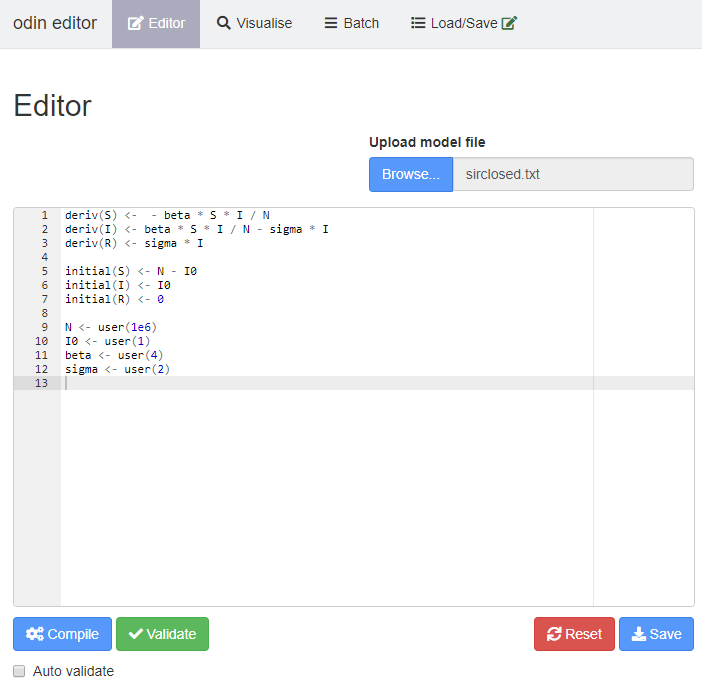 odin editor Editor Visualise Batch Load/Save
Editor
Upload model file
Browse... sirclosed.txt
1 deriv(S) <-  - beta * S * I / N
2 deriv(I) <- beta * S * I / N - sigma * I
3 deriv(R) <- sigma * I
4
5 initial(S) <- N - I0
6 initial(I) <- I0
7 initial(R) <- 0
8
9 N <- user(1e6)
10 I0 <- user(1)
11 beta <- user(4)
12 sigma <- user(2)
13
Compile Validate Reset Save
Auto validate